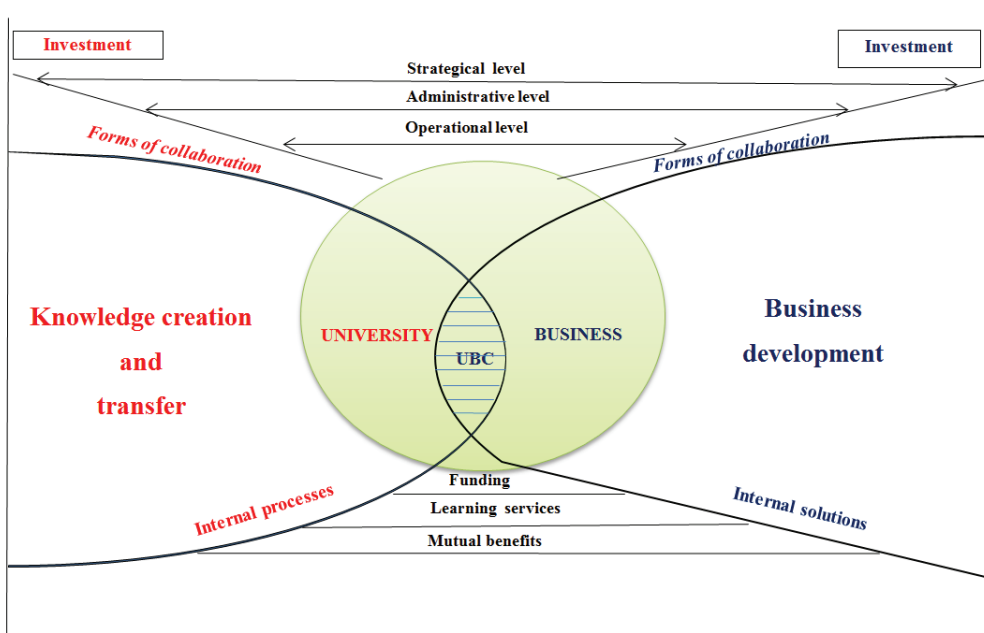 Investment
Investment
Strategical level
Administrative level
Operational level
Forms of collaboration
Forms of collaboration
Knowledge creation
and
transfer
UNIVERSITY
UBC
BUSINESS
Business
development
Internal processes
Funding
Learning services
Mutual benefits
Internal solutions